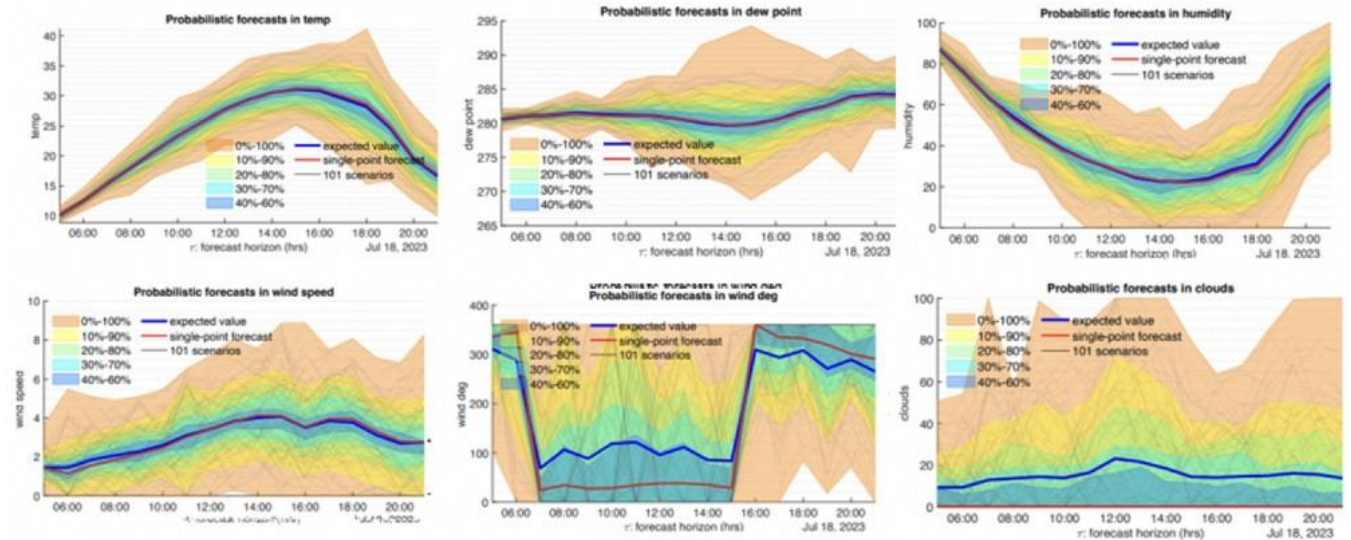 Probabilistic forecasts in temp
temp
40
35
30
25
20
15
10
0%-100%
10%-90%
20%-80%
30%-70%
40%-60%
expected value
single-point forecast
101 scenarios
06:00 08:00 10:00 12:00 14:00 16:00 18:00 20:00
τ: forecast horizon (hrs) Jul 18, 2023
Probabilistic forecasts in dew point
dew point
295
290
285
280
275
270
265
0%-100%
10%-90%
20%-80%
30%-70%
40%-60%
expected value
single-point forecast
101 scenarios
06:00 08:00 10:00 12:00 14:00 16:00 18:00 20:00
τ: forecast horizon (hrs) Jul 18, 2023
Probabilistic forecasts in humidity
humidity
100
80
60
40
20
0
0%-100%
10%-90%
20%-80%
30%-70%
40%-60%
expected value
single-point forecast
101 scenarios
06:00 08:00 10:00 12:00 14:00 16:00 18:00 20:00
τ: forecast horizon (hrs) Jul 18, 2023
Probabilistic forecasts in wind speed
wind speed
10
8
6
4
2
0
0%-100%
10%-90%
20%-80%
30%-70%
40%-60%
expected value
single-point forecast
101 scenarios
06:00 08:00 10:00 12:00 14:00 16:00 18:00 20:00
Probabilistic forecasts in wind deg
wind deg
400
300
200
100
0
0%-100%
10%-90%
20%-80%
30%-70%
40%-60%
expected value
single-point forecast
101 scenarios
06:00 08:00 10:00 12:00 14:00 16:00 18:00 20:00
τ: forecast horizon (hrs) Jul 18, 2023
Probabilistic forecasts in clouds
clouds
100
80
60
40
20
0
0%-100%
10%-90%
20%-80%
30%-70%
40%-60%
expected value
single-point forecast
101 scenarios
06:00 08:00 10:00 12:00 14:00 16:00 18:00 20:00
τ: forecast horizon (hrs) Jul 18, 2023